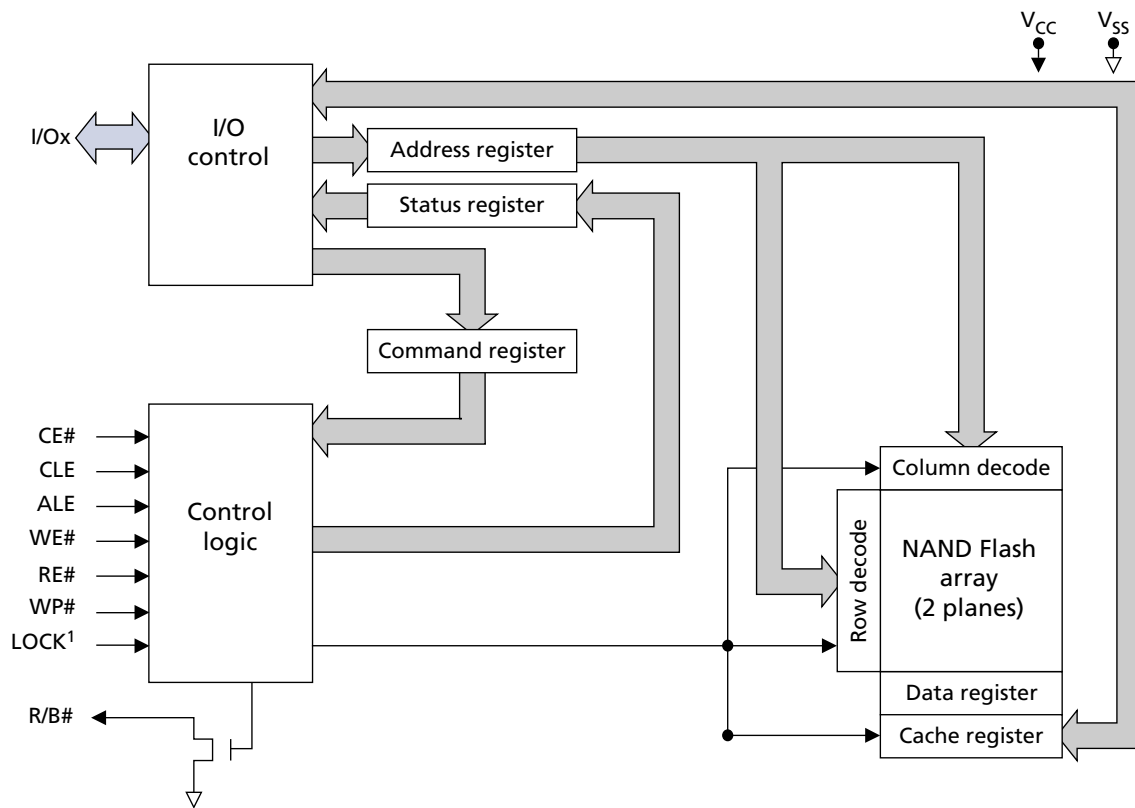 VCC
VSS
I/Ox
I/O
control
Address register
Status register
Command register
CE#
CLE
ALE
WE#
RE#
WP#
LOCK¹
Control
logic
R/B#
Column decode
Row decode
NAND Flash
array
(2 planes)
Data register
Cache register